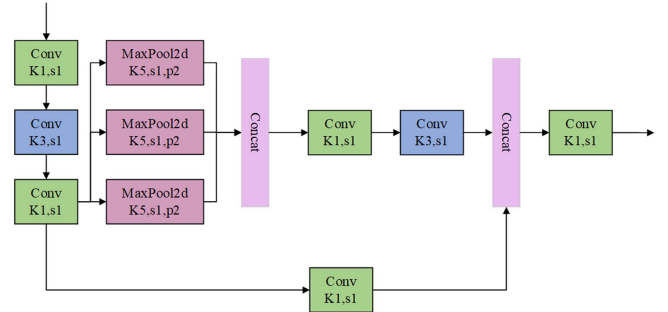 Conv
K1,s1
Conv
K3,s1
Conv
K1,s1
MaxPool2d
K5,s1,p2
MaxPool2d
K5,s1,p2
MaxPool2d
K5,s1,p2
Concat
Conv
K1,s1
Conv
K3,s1
Concat
Conv
K1,s1
Conv
K1,s1